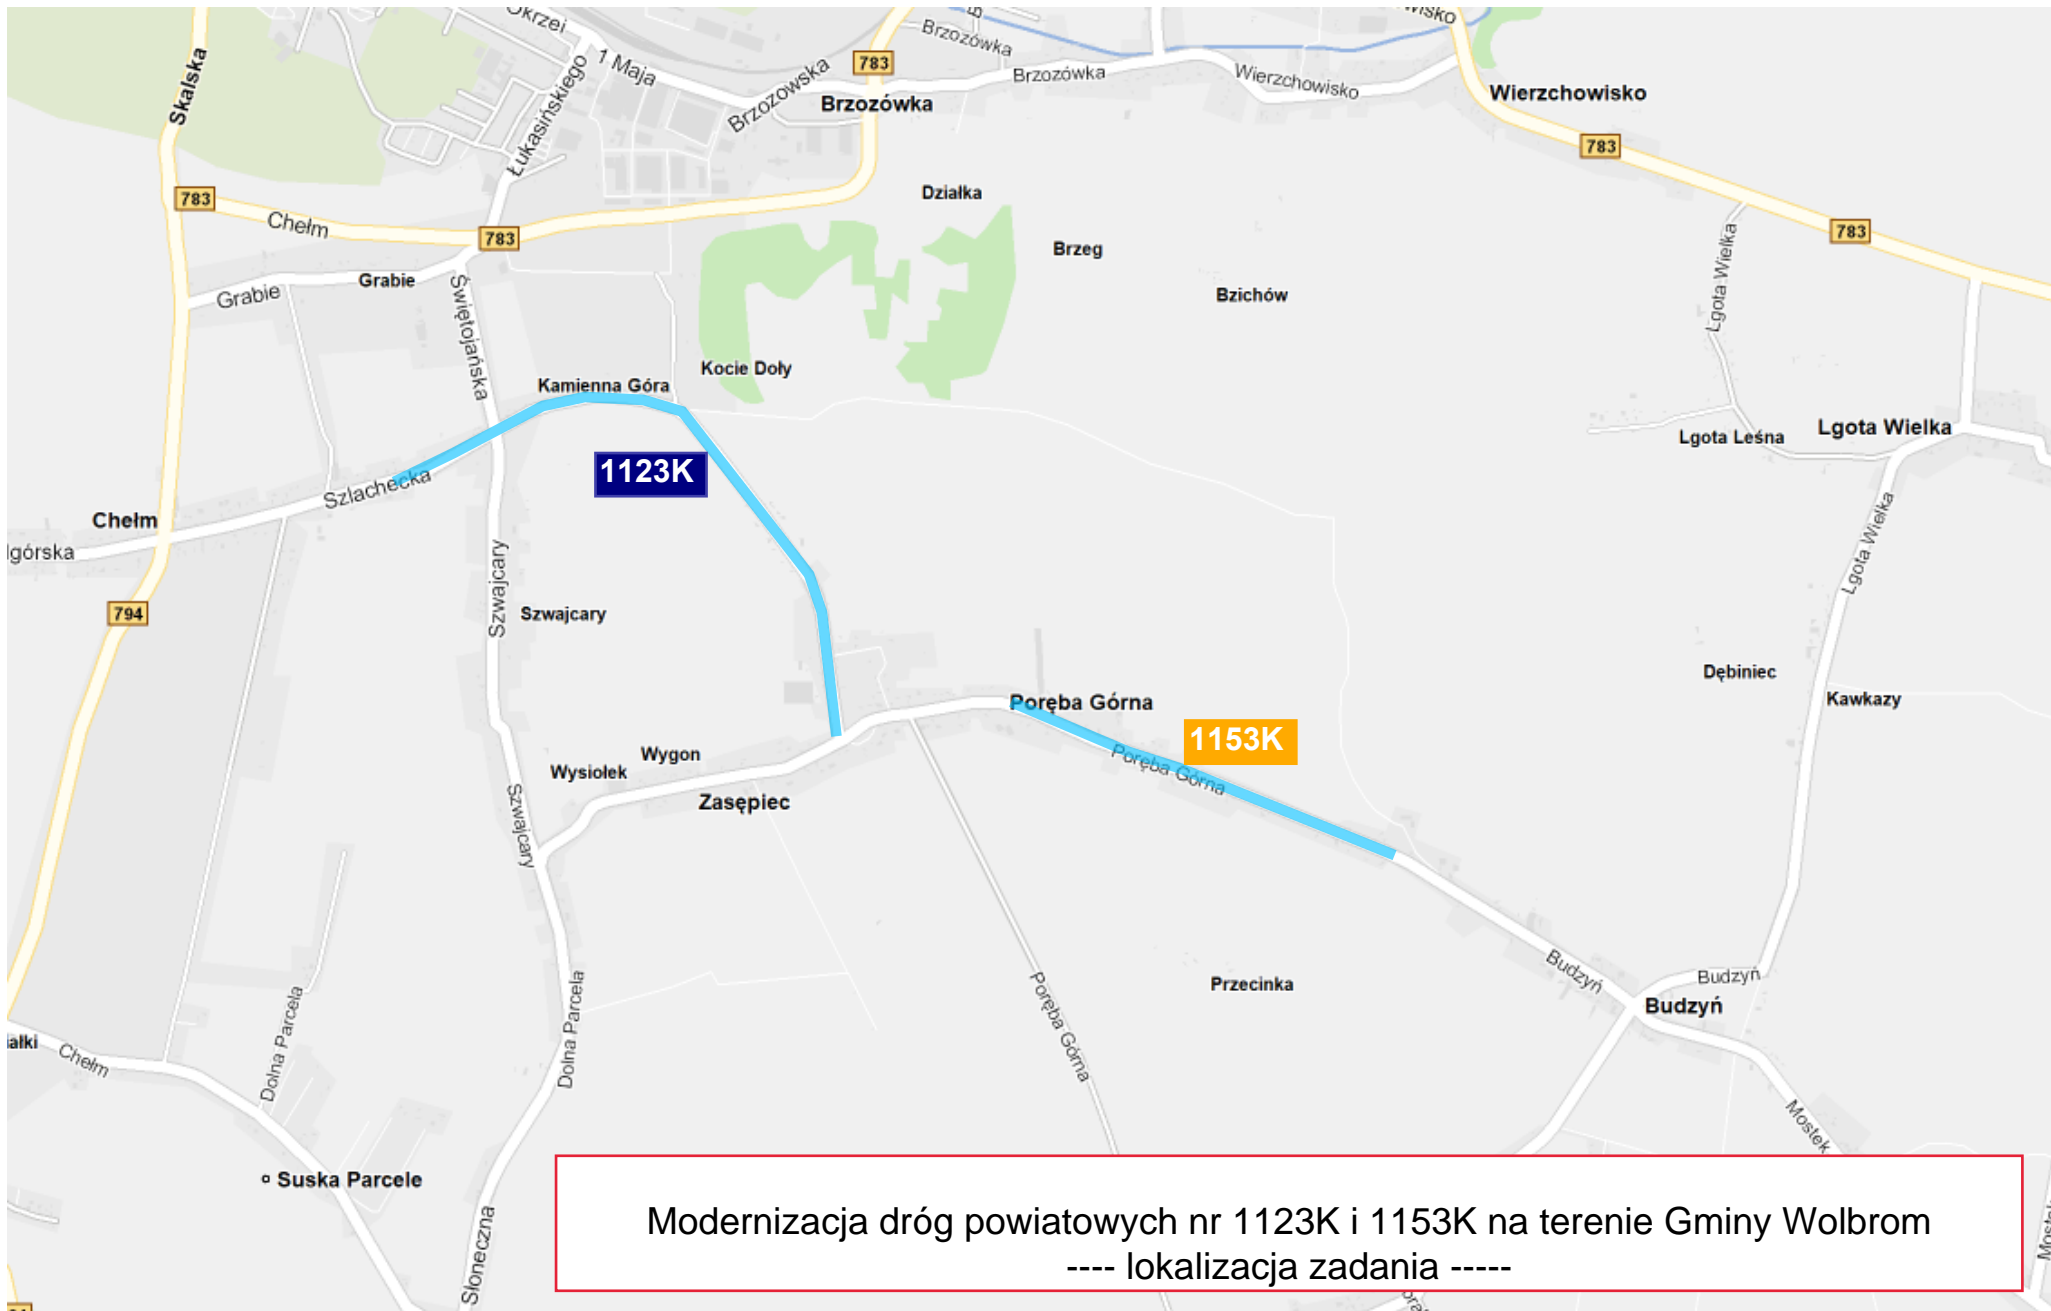 Okrzei
Skalska
Łukasińskiego
1 Maja
Brzozowska
783
Brzozówka
Brzozówka
Brzozówka
Wierzchowisko
Wierzchowisko
783
783
Chełm
783
Działka
Brzeg
Bzichów
Lgota Wielka
783
Grabie
Grabie
Świętojańska
Kocie Doły
Kamienna Góra
Lgota Leśna
Lgota Wielka
1123K
Szlachecka
Chełm
lgórska
Lgota Wielka
794
Szwajcary
Szwajcary
Dębiniec
Kawkazy
Poręba Górna
1153K
Poręba Górna
Wygon
Wysiołek
Zasępiec
Szwajcary
Przecinka
Budzyń
Budzyń
Budzyń
Poręba Górna
Dolna Parcela
Dolna Parcela
ałki
Chełm
Mostek
Suska Parcele
Słoneczna
Modernizacja dróg powiatowych nr 1123K i 1153K na terenie Gminy Wolbrom
---- lokalizacja zadania -----